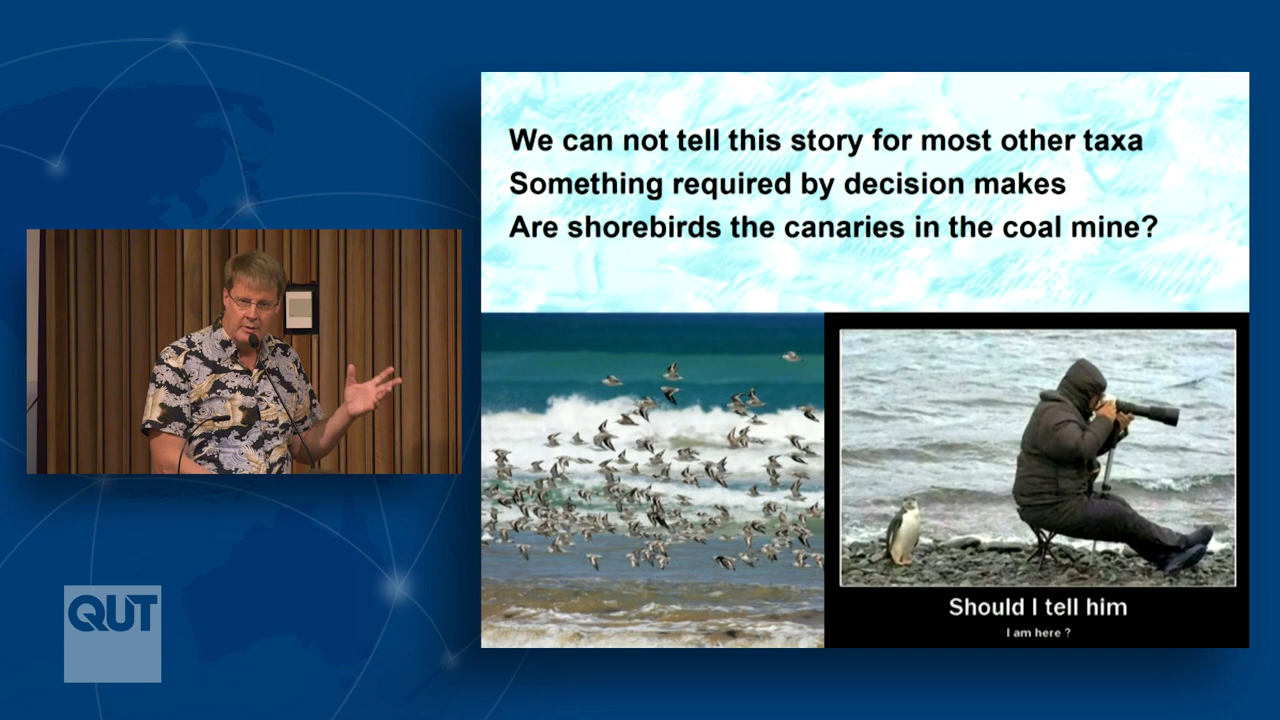 We can not tell this story for most other taxa
Something required by decision makes
Are shorebirds the canaries in the coal mine?
Should I tell him
I am here ?
QUT